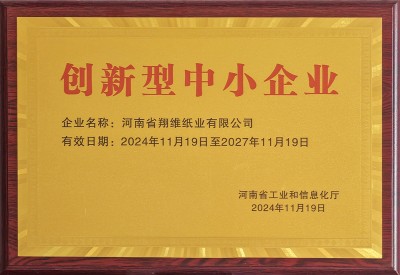 创新型中小企业
企业名称：河南省翔维纸业有限公司
有效日期：2024年11月19日至2027年11月19日
河南省工业和信息化厅
2024年11月19日